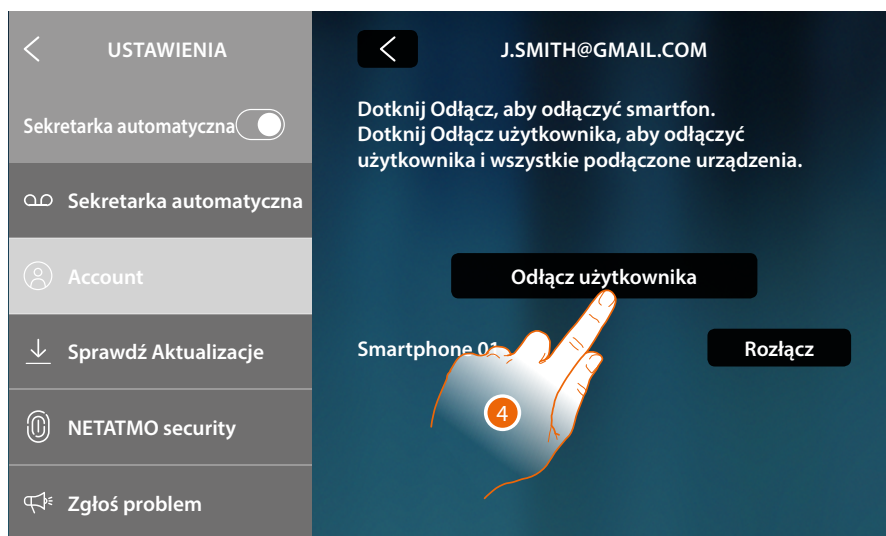 USTAWIENIA
Sekretarka automatyczna
Sekretarka automatyczna
Account
Sprawdź Aktualizacje
NETATMO security
Zgłoś problem
J.SMITH@GMAIL.COM
Dotknij Odłącz, aby odłączyć smartfon.
Dotknij Odłącz użytkownika, aby odłączyć
użytkownika i wszystkie podłączone urządzenia.
Odłącz użytkownika
Smartphone 01
Rozłącz
4